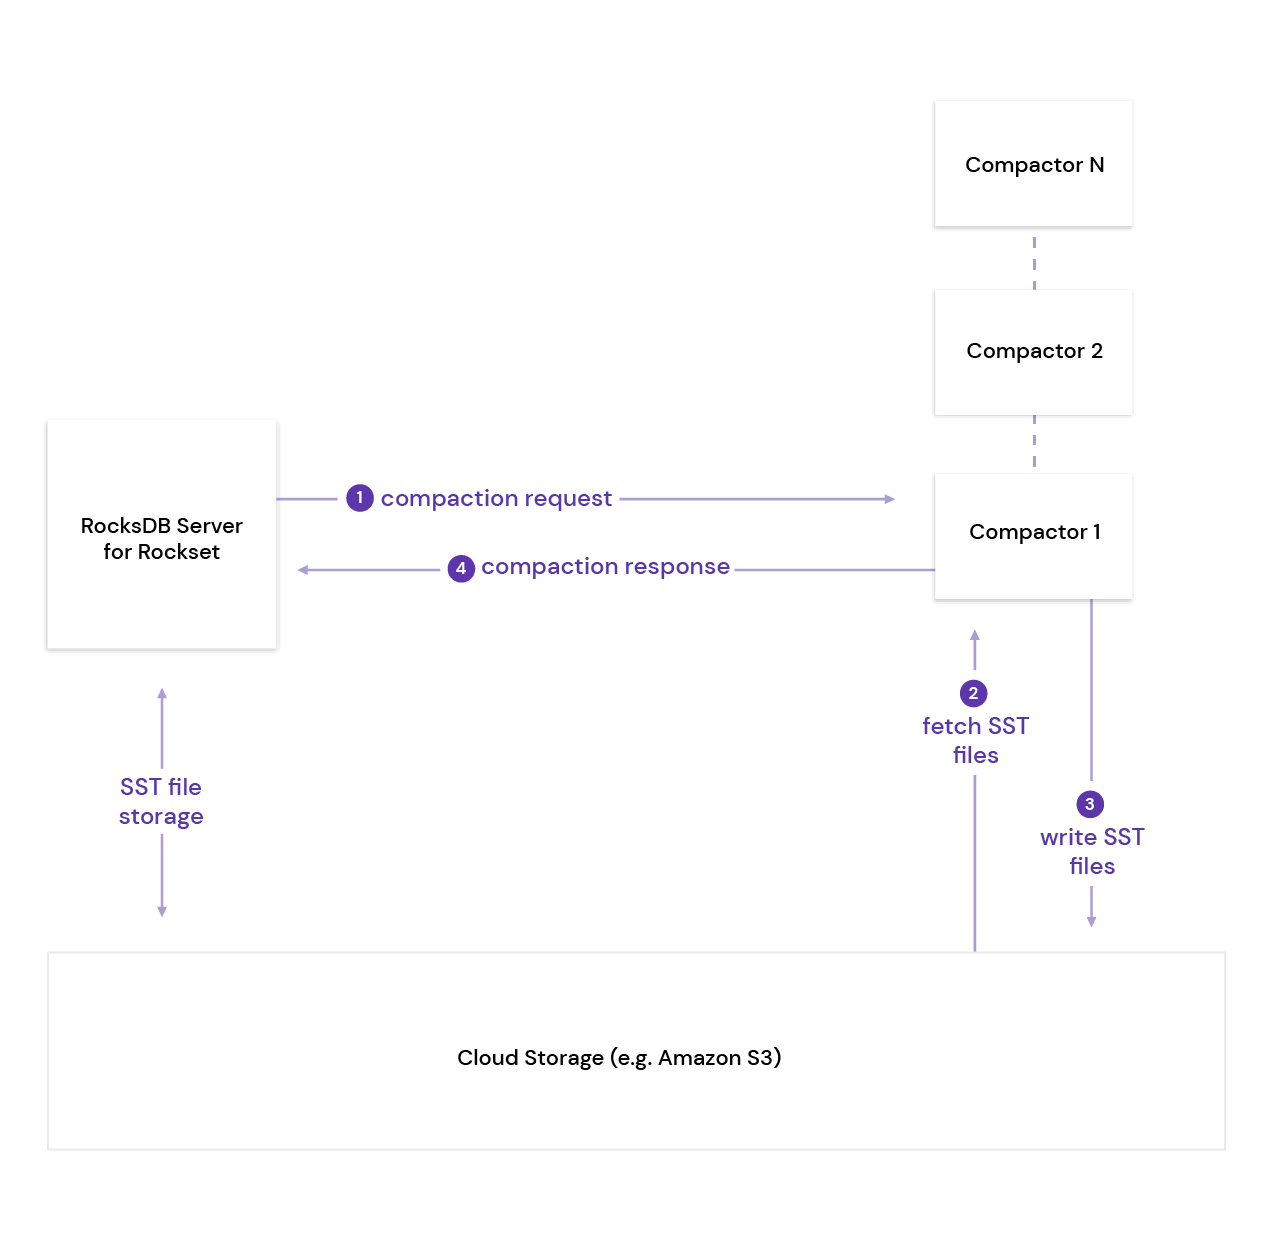 Compactor N
Compactor 2
RocksDB Server
for Rockset
1 compaction request
Compactor 1
4 compaction response
2
fetch SST
files
SST file
storage
3
write SST
files
Cloud Storage (e.g. Amazon S3)